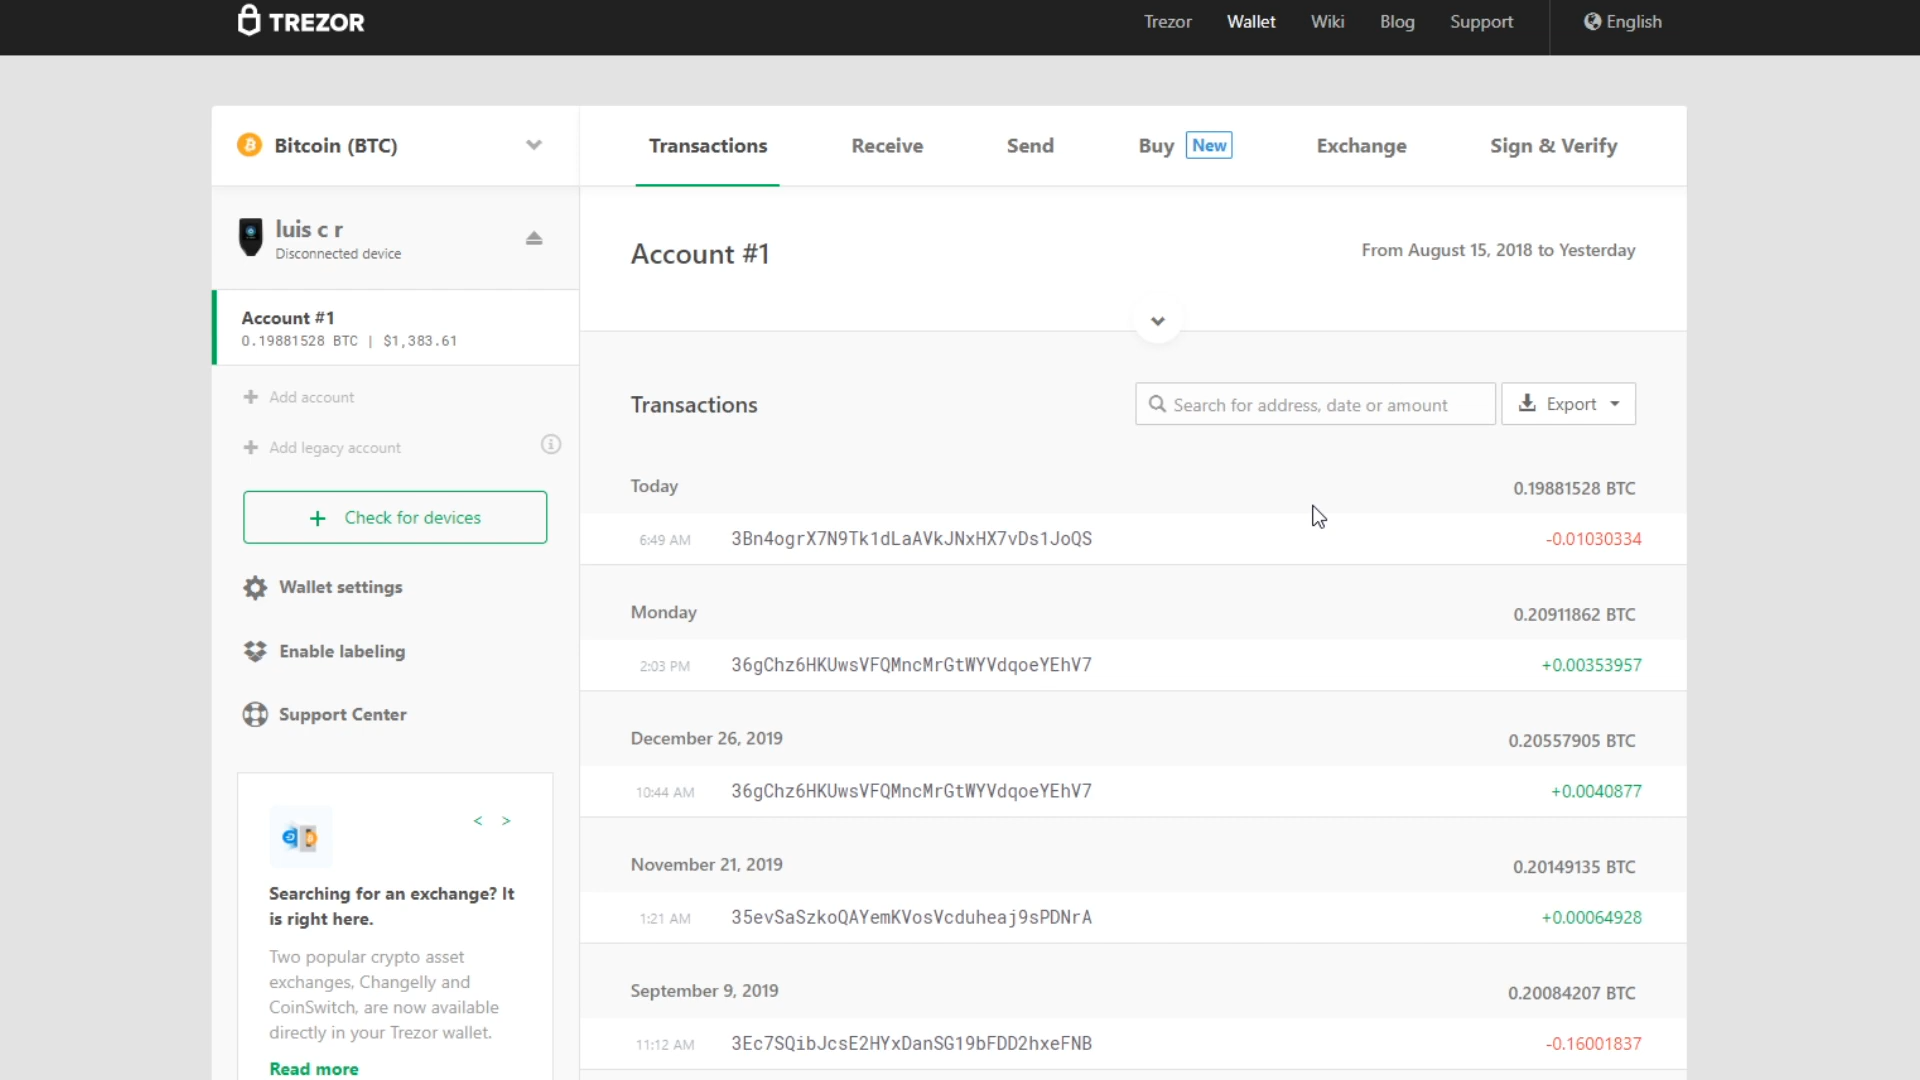 TREZOR
Trezor Wallet Wiki Blog Support English
Bitcoin (BTC)
Transactions Receive Send Buy New Exchange Sign & Verify
luis c r
Disconnected device
Account #1
0.19881528 BTC | $1,383.61
Add account
Add legacy account
Check for devices
Wallet settings
Enable labeling
Support Center
Searching for an exchange? It
is right here.
Two popular crypto asset
exchanges, Changelly and
CoinSwitch, are now available
directly in your Trezor wallet.
Read more
Account #1
From August 15, 2018 to Yesterday
Transactions
Search for address, date or amount
Export
Today 0.19881528 BTC
6:49 AM 3Bn4ogrX7N9Tk1dLaAVkJNxHX7vDs1JoQS -0.01030334
Monday 0.20911862 BTC
2:03 PM 36gChz6HKUwsVFQMncMrGtWYVdqoeYEhV7 +0.00353957
December 26, 2019 0.20557905 BTC
10:44 AM 36gChz6HKUwsVFQMncMrGtWYVdqoeYEhV7 +0.0040877
November 21, 2019 0.20149135 BTC
1:21 AM 35evSaSzkoQAYemKVosVcduheaj9sPDNrA +0.00064928
September 9, 2019 0.20084207 BTC
11:12 AM 3Ec7SQibJcsE2HYxDanSG19bFDD2hxeFNB -0.16001837